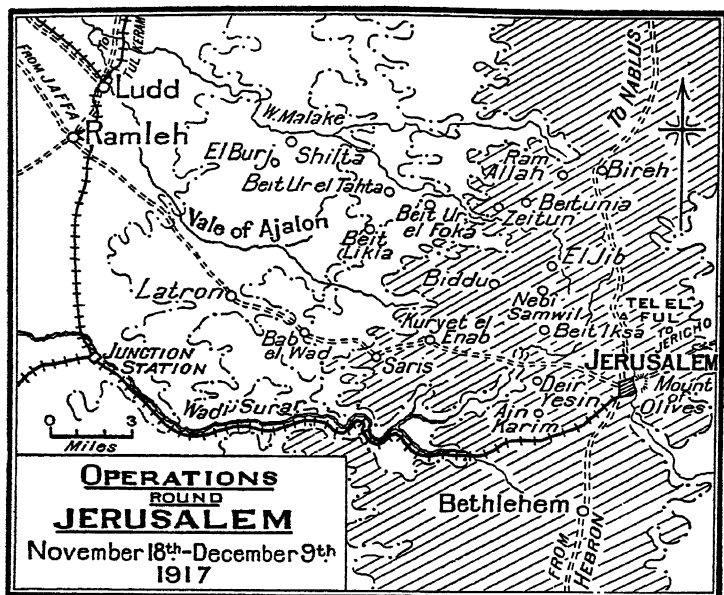 TO
TUL KERAM
FROM JAFFA
Ludd
Ramleh
W. Malake
TO NABLUS
El Burj
Shilta
Ram
Allah
Bireh
Beit Ur el Tahta
Vale of Ajalon
Beit Ur
el Foka
Beitunia
Zeitun
Beit
Likia
El Jib
Biddu
Latron
Nebi
Samwil
TEL EL
FUL
TO
JERICHO
Bab
el Wad
Kuryet el
Enab
Beit Iksa
JUNCTION
STATION
Saris
JERUSALEM
Deir
Yesin
Mount
of
Olives
Wadi Surar
Ain
Karim
0 3
Miles
Bethlehem
FROM
HEBRON
OPERATIONS
ROUND
JERUSALEM
November 18th-December 9th
1917